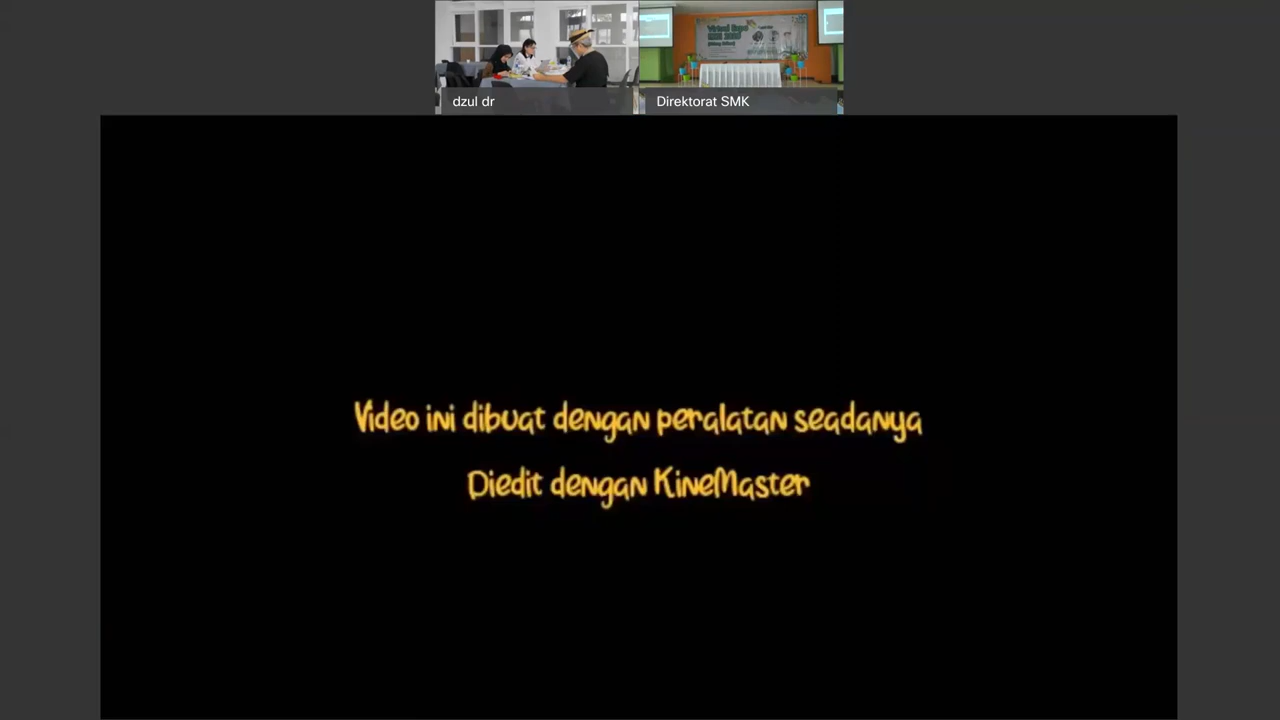 dzul dr
Direktorat SMK
Video ini dibuat dengan peralatan seadanya
Diedit dengan KineMaster